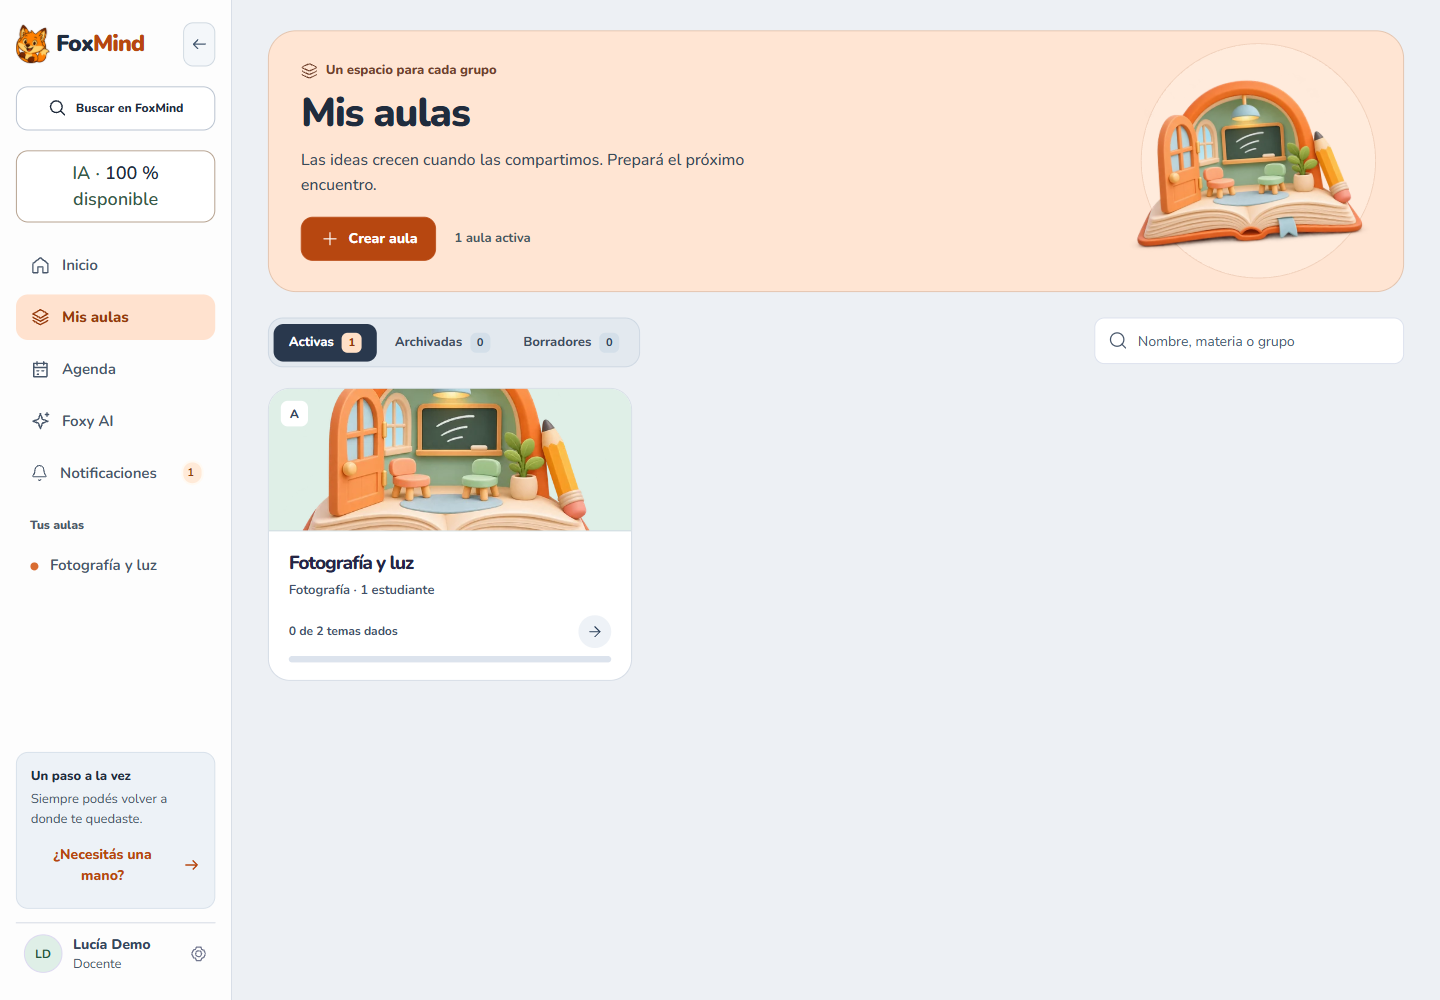 FoxMind
Buscar en FoxMind
IA · 100 %
disponible
Inicio
Mis aulas
Agenda
Foxy AI
Notificaciones 1
Tus aulas
Fotografía y luz
Un paso a la vez
Siempre podés volver a
donde te quedaste.
¿Necesitás una
mano?
LD
Lucía Demo
Docente
Un espacio para cada grupo
Mis aulas
Las ideas crecen cuando las compartimos. Prepará el próximo
encuentro.
Crear aula
1 aula activa
Activas 1
Archivadas 0
Borradores 0
Nombre, materia o grupo
A
Fotografía y luz
Fotografía · 1 estudiante
0 de 2 temas dados